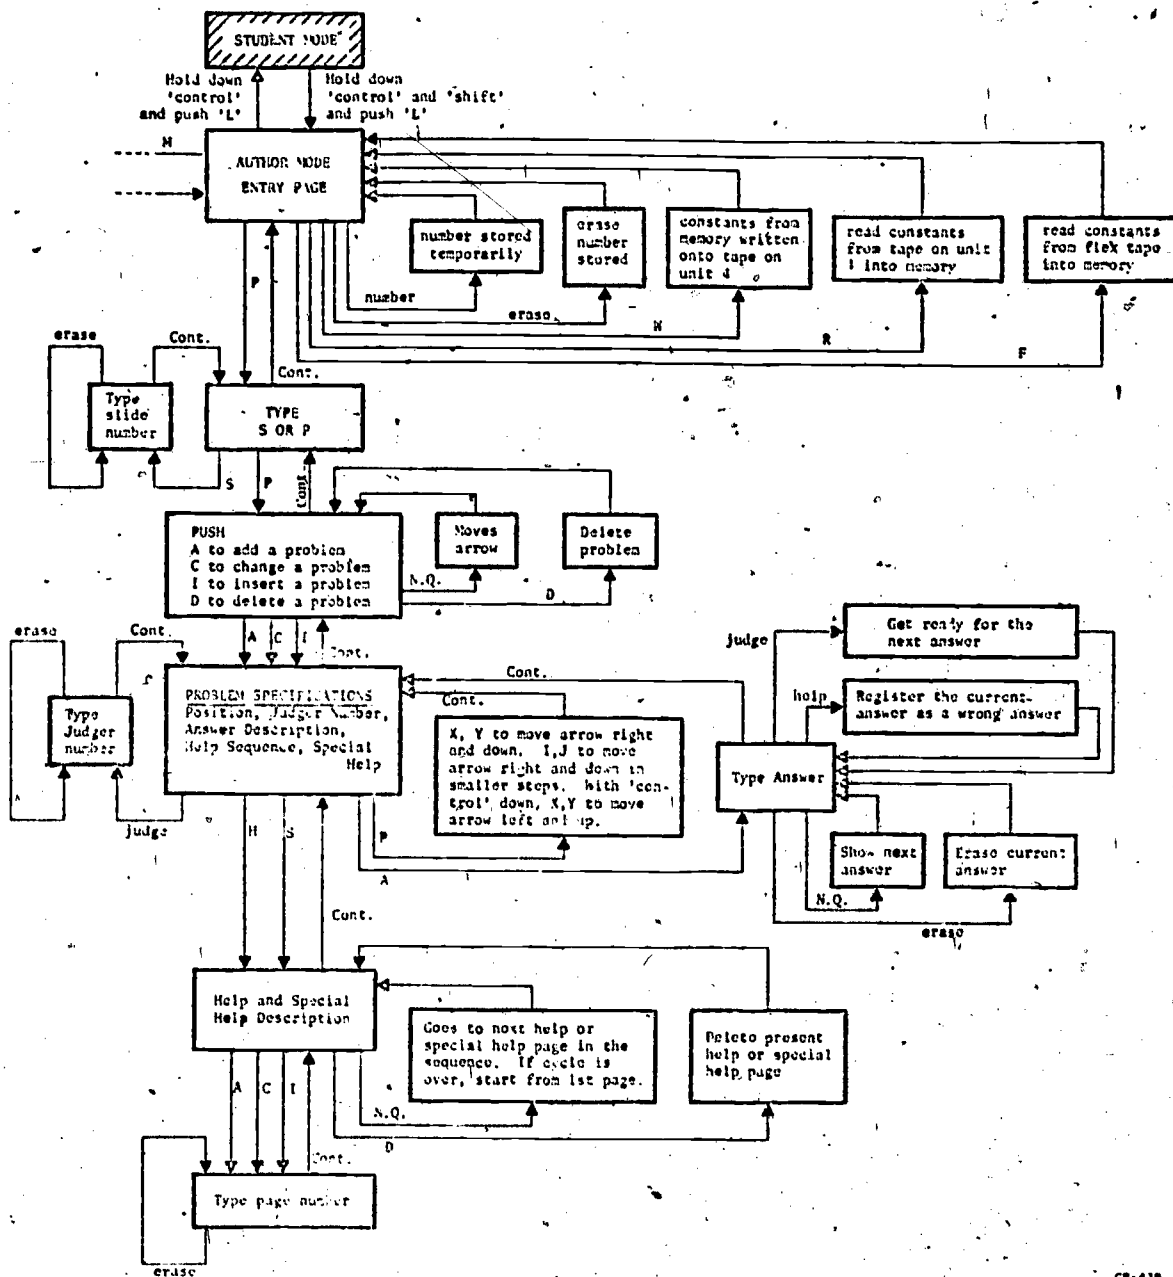 STUDENT MODE
Hold down
'control'
and push 'L'
Hold down
'control' and 'shift'
and push 'L'
M
AUTHOR MODE
ENTRY PAGE
number stored
temporarily
erase
number
stored
constants from
memory written
onto tape on
unit 4
read constants
from tape on unit
into memory
read constants
from flex tape
into memory
P
number
erase
W
R
F
erase
Cont.
Cont.
Type
slide
number
TYPE
S OR P
S
P
Cont.
PUSH
A to add a problem
C to change a problem
I to insert a problem
D to delete a problem
Moves
arrow
Delete
problem
N.Q.
D
erase
Cont.
A
C
I
Cont.
Type
Judger
number
PROBLEM SPECIFICATIONS
Position, Judger Number,
Answer Description,
Help Sequence, Special
Help
Cont.
Cont.
X, Y to move arrow right
and down. I,J to move
arrow right and down in
smaller steps. With 'con-
trol' down, X,Y to move
arrow left and up.
judge
Get ready for the
next answer
help
Register the current
answer as a wrong answer
Type Answer
Show next
answer
Erase current
answer
N.Q.
erase
judge
H
S
P
A
Cont.
Help and Special
Help Description
Goes to next help or
special help page in the
sequence. If cycle is
over, start from 1st page.
Delete present
help or special
help page
A
C
I
N.Q.
D
Cont.
Type page number
erase